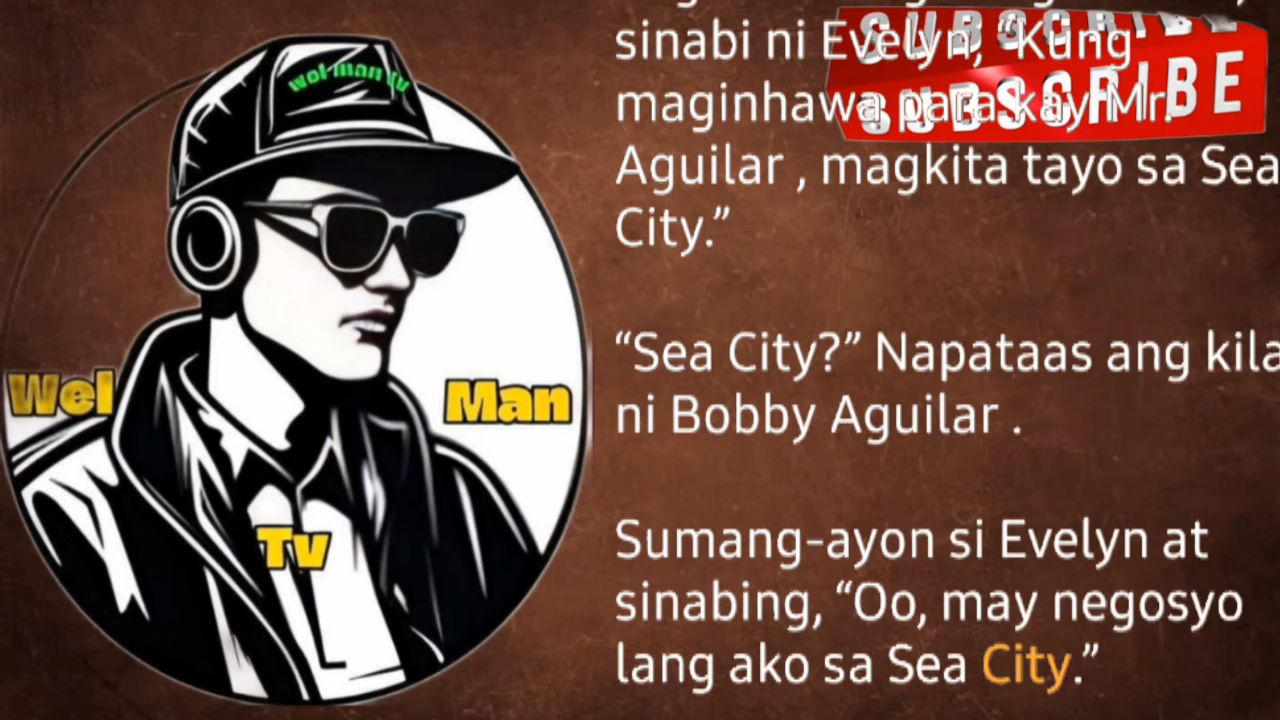 wel man tv
Wel
Man
Tv
SUBSCRIBE
SUBSCRIBE
sinabi ni Evelyn, “Kung
maginhawa para kay Mr.
Aguilar , magkita tayo sa Sea
City.”
“Sea City?” Napataas ang kila
ni Bobby Aguilar .
Sumang-ayon si Evelyn at
sinabing, “Oo, may negosyo
lang ako sa Sea City.”